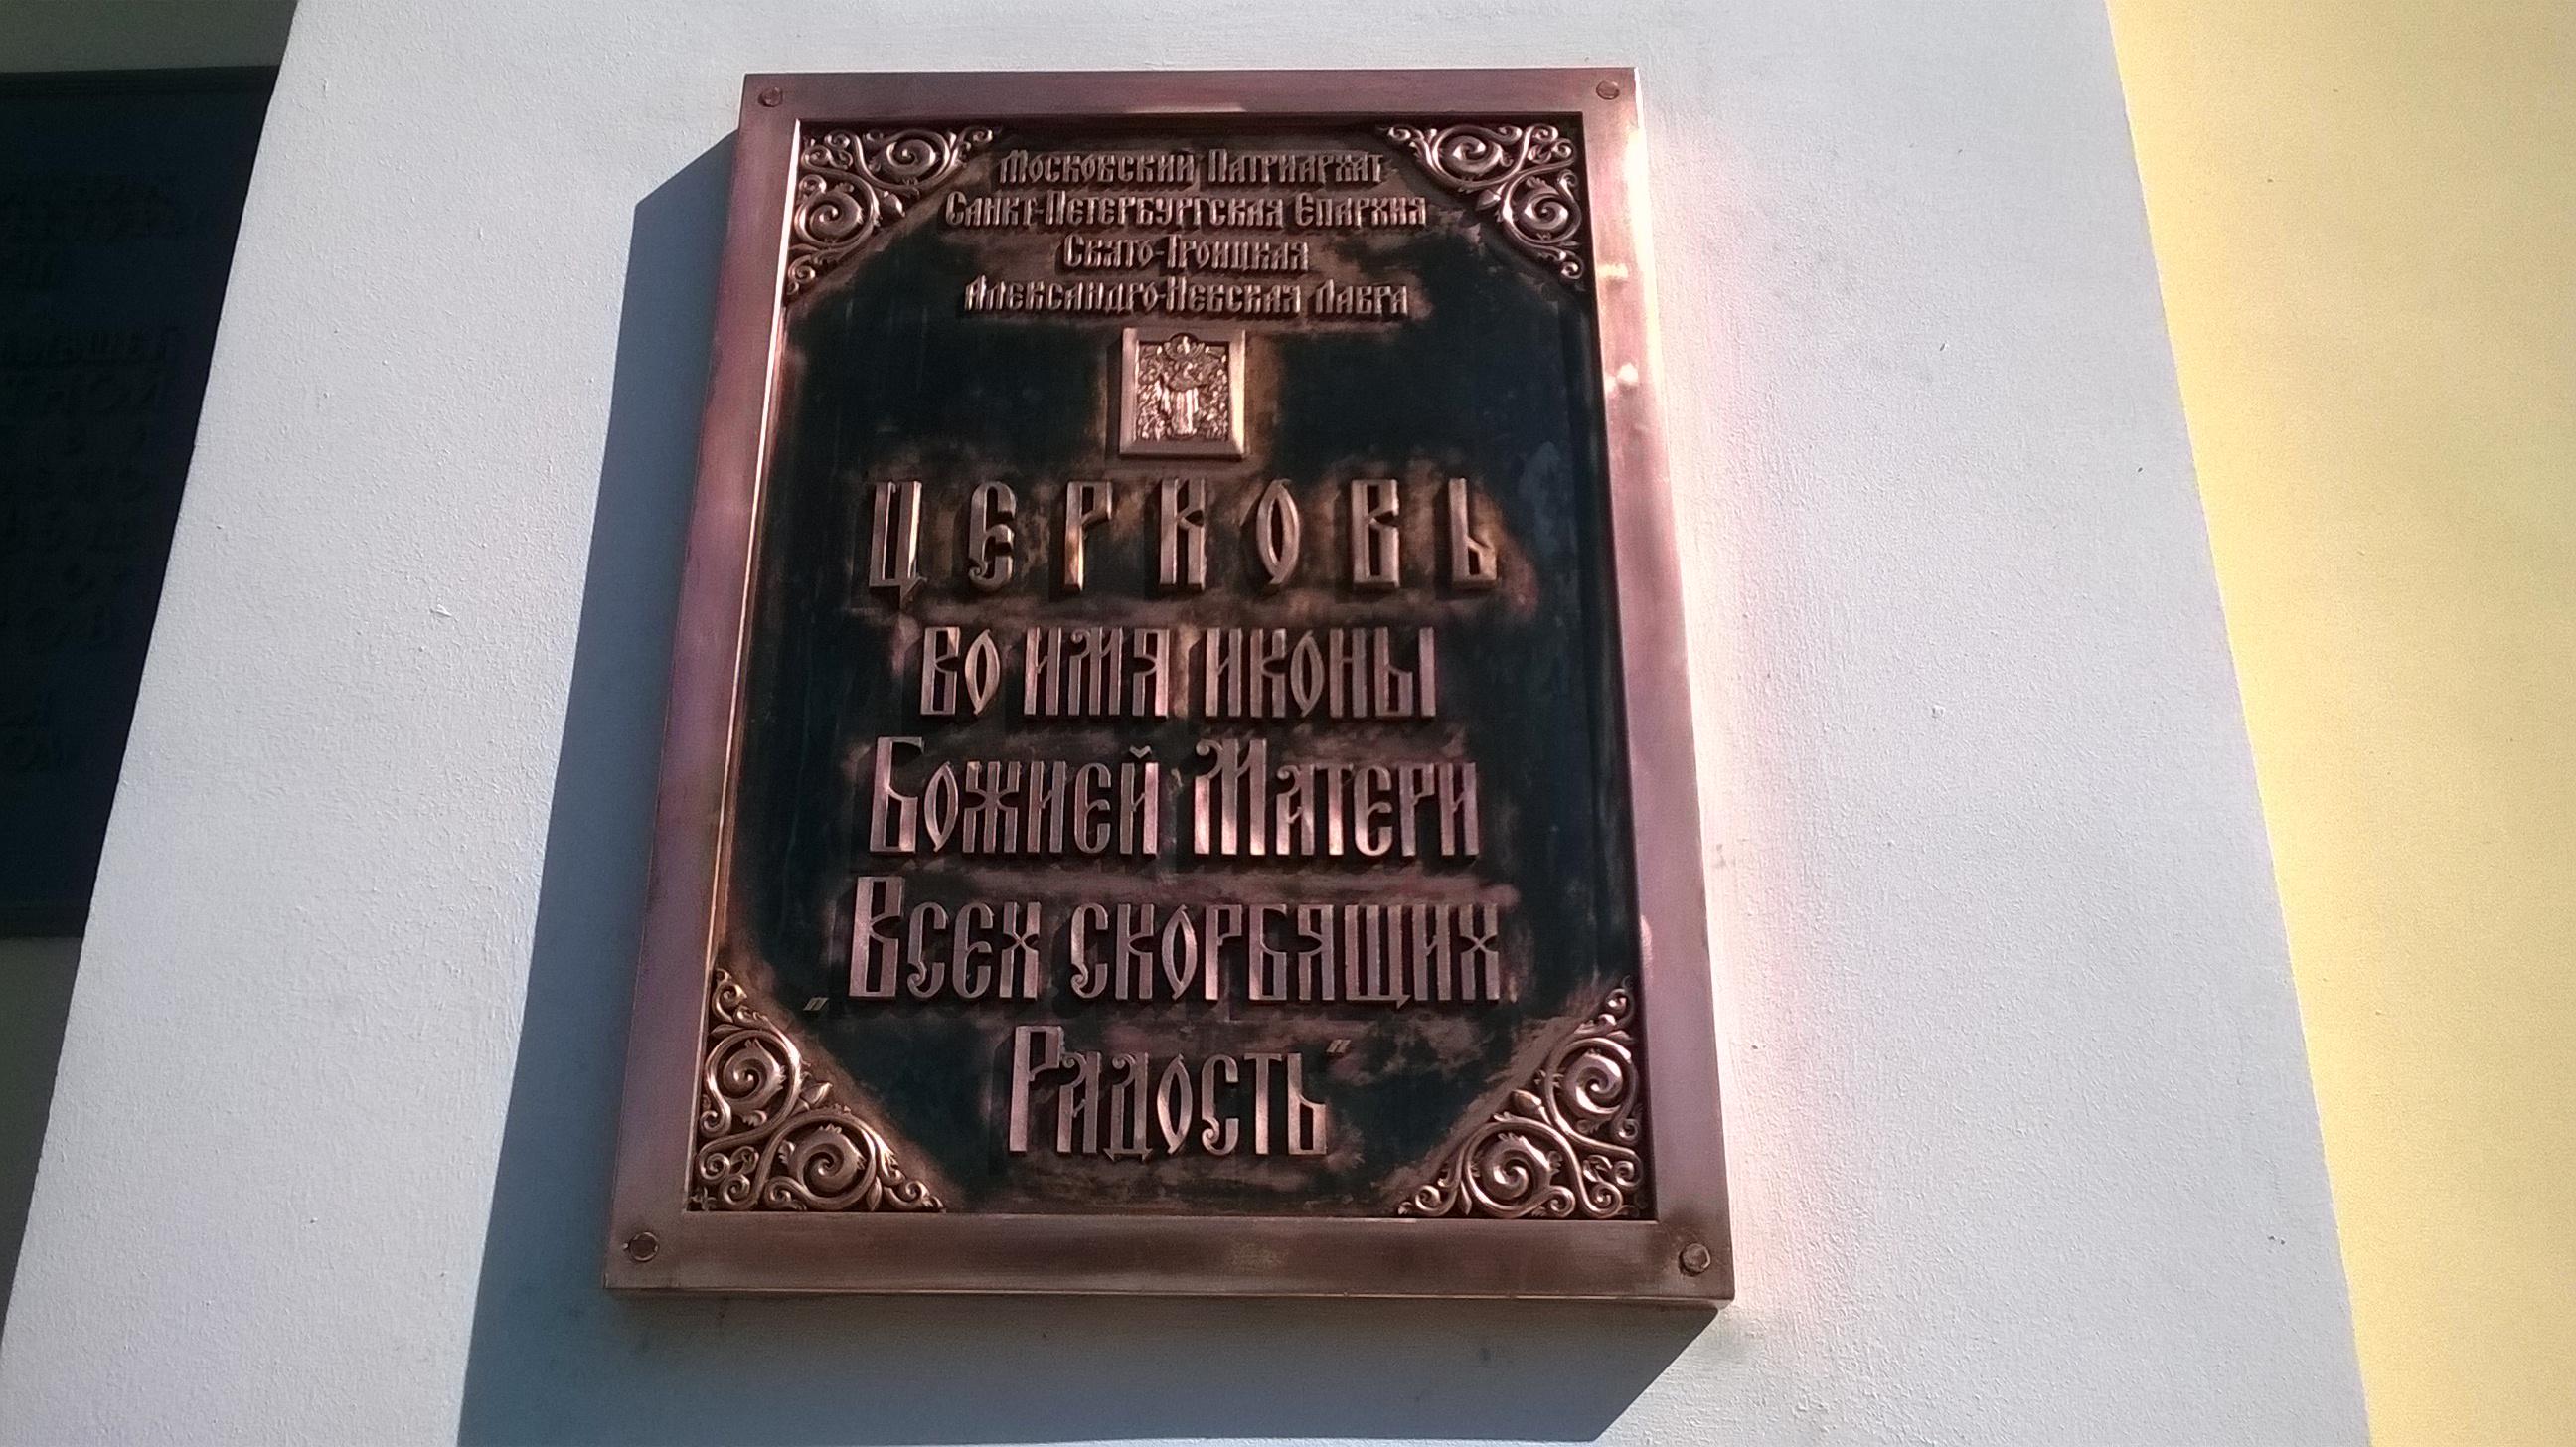 Московский Патриархат
Санкт-Петербургская Епархия
Свято-Троицкая
Александро-Невская Лавра
ЦЕРКОВЬ
во имя иконы
Божией Матери
„Всех скорбящих
Радость“